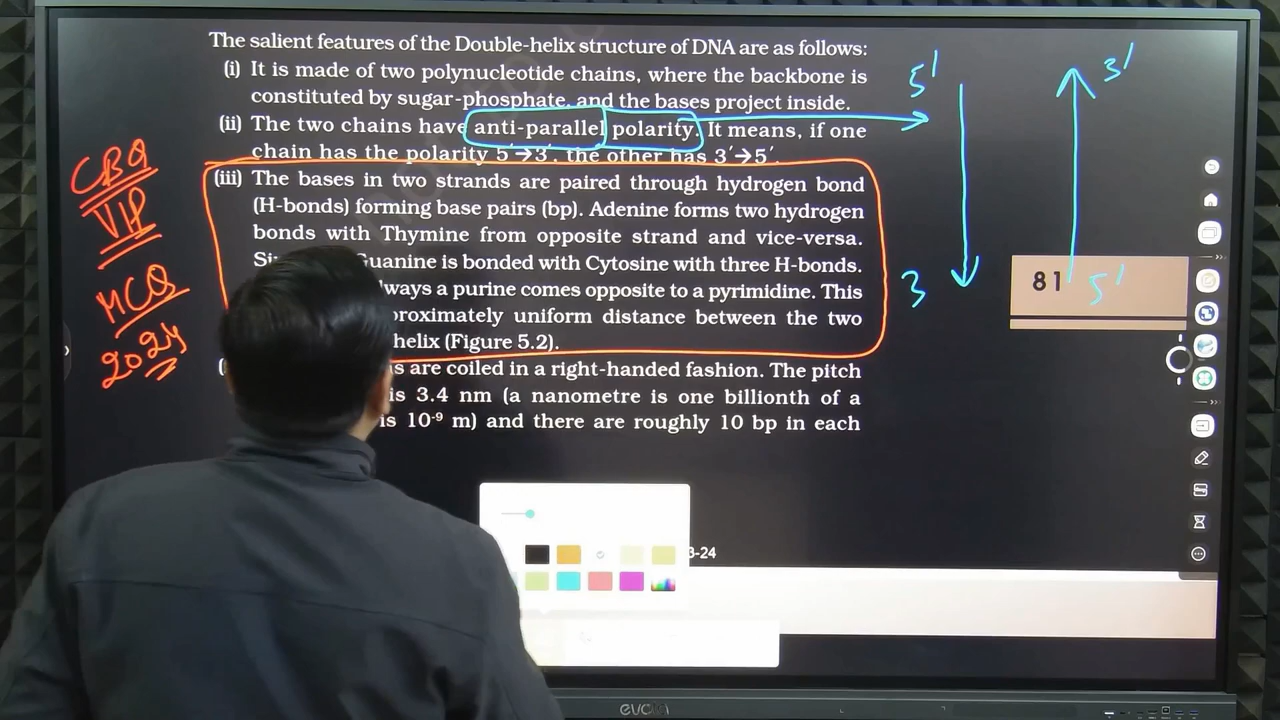 The salient features of the Double-helix structure of DNA are as follows:
(i) It is made of two polynucleotide chains, where the backbone is
constituted by sugar-phosphate, and the bases project inside.
(ii) The two chains have anti-parallel polarity. It means, if one
chain has the polarity 5′→3′, the other has 3′→5′.
(iii) The bases in two strands are paired through hydrogen bond
(H-bonds) forming base pairs (bp). Adenine forms two hydrogen
bonds with Thymine from opposite strand and vice-versa.
Guanine is bonded with Cytosine with three H-bonds.
always a purine comes opposite to a pyrimidine. This
uniform distance between the two
helix (Figure 5.2).
are coiled in a right-handed fashion. The pitch
is 3.4 nm (a nanometre is one billionth of a
is 10⁻⁹ m) and there are roughly 10 bp in each
CBQ
VIP
MCQ
2024
5'
3
3'
5'
81
3-24